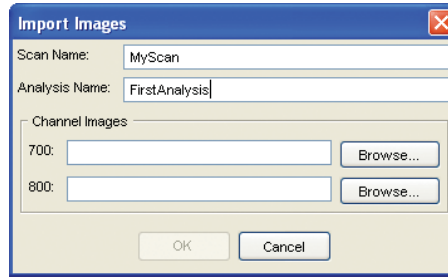 Import Images
Scan Name: MyScan
Analysis Name: FirstAnalysis
Channel Images
700: Browse...
800: Browse...
OK Cancel